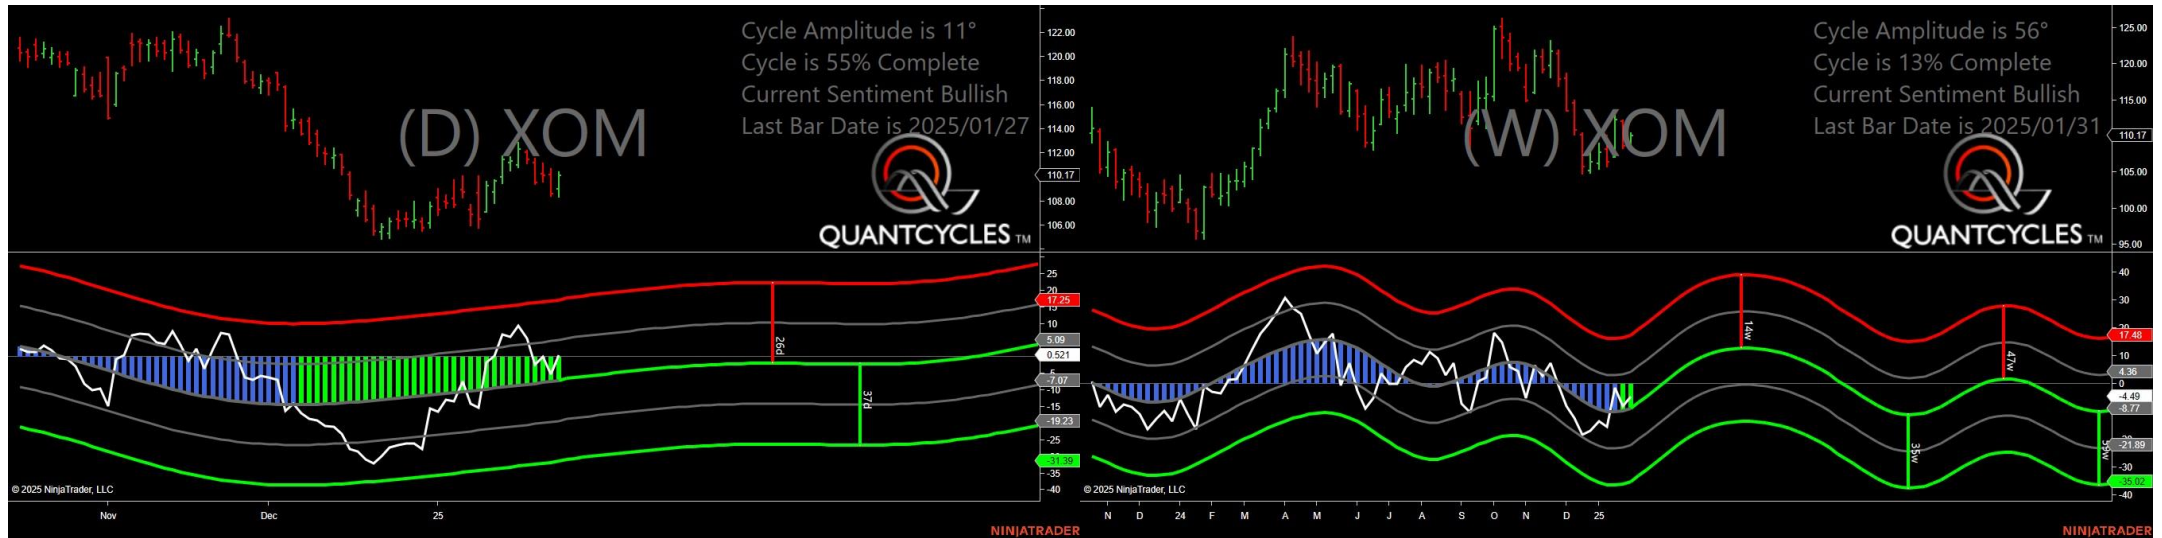 Cycle Amplitude is 11°
Cycle is 55% Complete
Current Sentiment Bullish
Last Bar Date is 2025/01/27
(D) XOM
QUANTCYCLES TM
122.00
120.00
118.00
116.00
114.00
112.00
110.17
108.00
106.00
25
20
17.25
15
10
5.09
0.521
-5
-7.07
-10
-15
-19.23
-25
-31.39
-35
-40
26d
37d
© 2025 NinjaTrader, LLC
Nov
Dec
25
NINJATRADER
Cycle Amplitude is 56°
Cycle is 13% Complete
Current Sentiment Bullish
Last Bar Date is 2025/01/31
(W) XOM
QUANTCYCLES TM
125.00
120.00
115.00
110.17
105.00
100.00
95.00
40
30
17.48
10
4.36
0
-4.49
-8.77
-21.89
-30
-35.02
-40
14w
47w
35w
59w
© 2025 NinjaTrader, LLC
N D 24 F M A M J J A S O N D 25
NINJATRADER